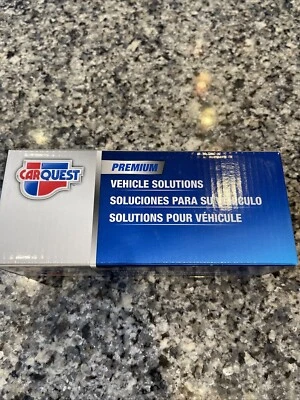 CARQUEST
PREMIUM
VEHICLE SOLUTIONS
SOLUCIONES PARA SU VEHÍCULO
SOLUTIONS POUR VÉHICULE